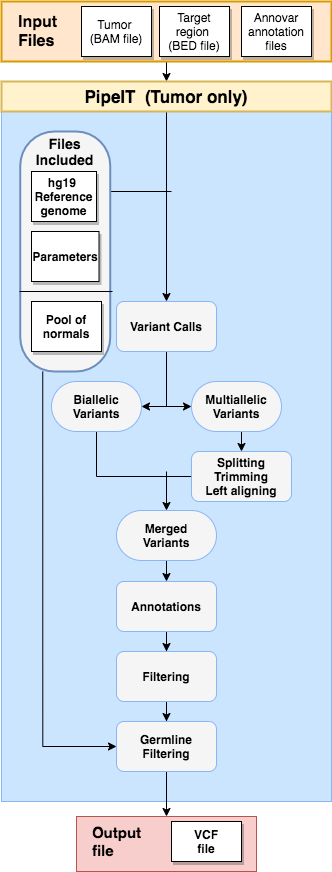 Input
Files
Tumor
(BAM file)
Target
region
(BED file)
Annovar
annotation
files
PipeIT (Tumor only)
Files
Included
hg19
Reference
genome
Parameters
Pool of
normals
Variant Calls
Biallelic
Variants
Multiallelic
Variants
Splitting
Trimming
Left aligning
Merged
Variants
Annotations
Filtering
Germline
Filtering
Output
file
VCF
file